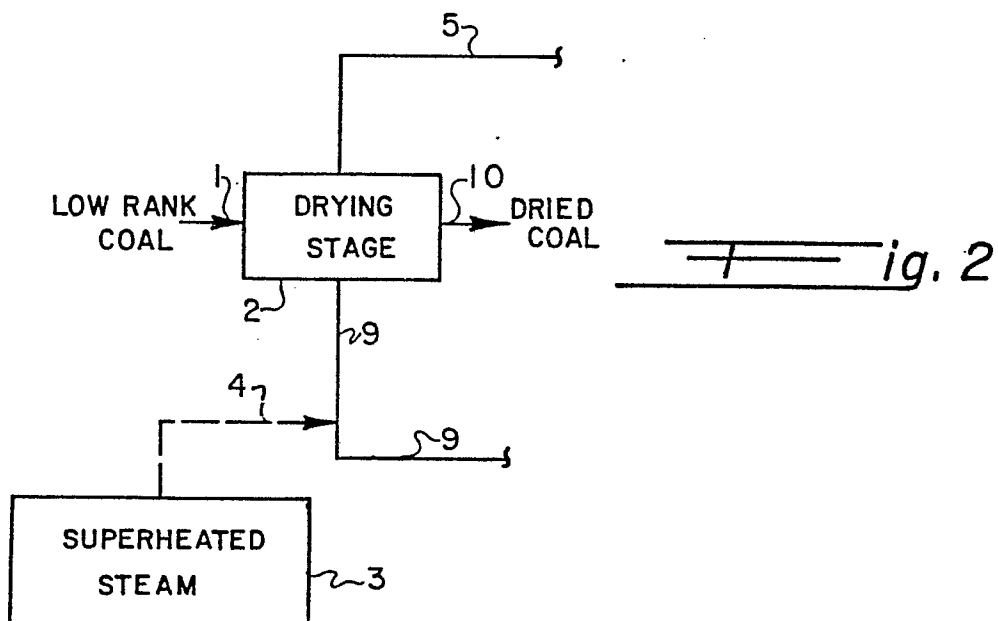 5
1
10
LOW RANK
COAL
DRYING
STAGE
DRIED
COAL
Fig. 2
2
9
4
9
SUPERHEATED
STEAM
3